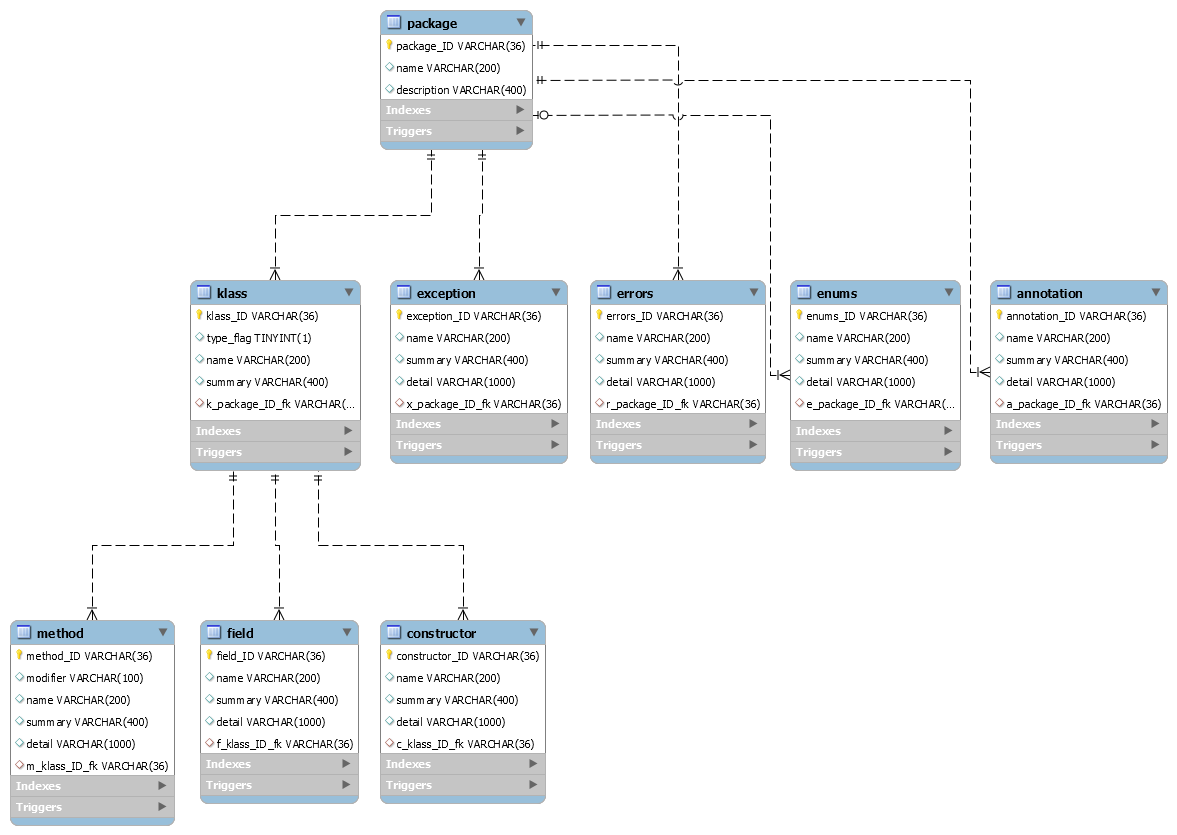 package
package_ID VARCHAR(36)
name VARCHAR(200)
description VARCHAR(400)
Indexes
Triggers
klass
klass_ID VARCHAR(36)
type_flag TINYINT(1)
name VARCHAR(200)
summary VARCHAR(400)
k_package_ID_fk VARCHAR(...
Indexes
Triggers
exception
exception_ID VARCHAR(36)
name VARCHAR(200)
summary VARCHAR(400)
detail VARCHAR(1000)
x_package_ID_fk VARCHAR(36)
Indexes
Triggers
errors
errors_ID VARCHAR(36)
name VARCHAR(200)
summary VARCHAR(400)
detail VARCHAR(1000)
r_package_ID_fk VARCHAR(36)
Indexes
Triggers
enums
enums_ID VARCHAR(36)
name VARCHAR(200)
summary VARCHAR(400)
detail VARCHAR(1000)
e_package_ID_fk VARCHAR(...
Indexes
Triggers
annotation
annotation_ID VARCHAR(36)
name VARCHAR(200)
summary VARCHAR(400)
detail VARCHAR(1000)
a_package_ID_fk VARCHAR(36)
Indexes
Triggers
method
method_ID VARCHAR(36)
modifier VARCHAR(100)
name VARCHAR(200)
summary VARCHAR(400)
detail VARCHAR(1000)
m_klass_ID_fk VARCHAR(36)
Indexes
Triggers
field
field_ID VARCHAR(36)
name VARCHAR(200)
summary VARCHAR(400)
detail VARCHAR(1000)
f_klass_ID_fk VARCHAR(36)
Indexes
Triggers
constructor
constructor_ID VARCHAR(36)
name VARCHAR(200)
summary VARCHAR(400)
detail VARCHAR(1000)
c_klass_ID_fk VARCHAR(36)
Indexes
Triggers